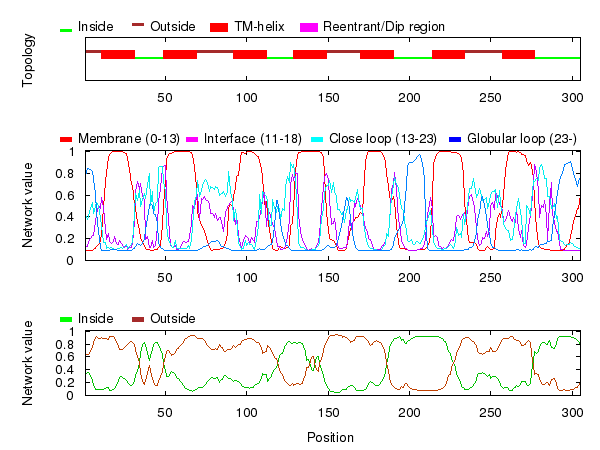 Inside Outside TM-helix Reentrant/Dip region
Topology
50 100 150 200 250 300
Membrane (0-13) Interface (11-18) Close loop (13-23) Globular loop (23-)
Network value
1
0.8
0.6
0.4
0.2
0
50 100 150 200 250 300
Inside Outside
Network value
1
0.8
0.6
0.4
0.2
0
50 100 150 200 250 300
Position